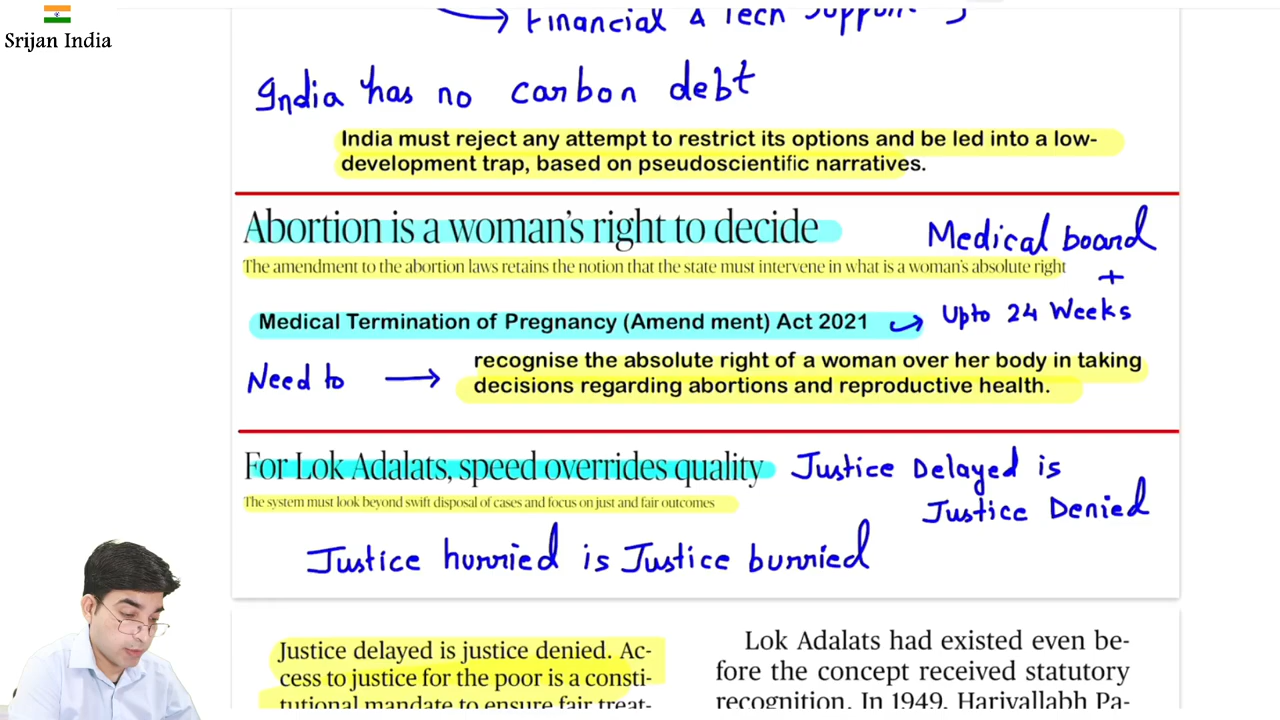 Srijan India
Financial & Tech Support
India has no carbon debt
India must reject any attempt to restrict its options and be led into a low-
development trap, based on pseudoscientific narratives.
Abortion is a woman's right to decide
The amendment to the abortion laws retains the notion that the state must intervene in what is a woman's absolute right
Medical board
+
Upto 24 Weeks
Medical Termination of Pregnancy (Amend ment) Act 2021
Need to
recognise the absolute right of a woman over her body in taking
decisions regarding abortions and reproductive health.
For Lok Adalats, speed overrides quality
The system must look beyond swift disposal of cases and focus on just and fair outcomes
Justice Delayed is
Justice Denied
Justice hurried is Justice burried
Justice delayed is justice denied. Ac-
cess to justice for the poor is a consti-
tutional mandate to ensure fair treat-
Lok Adalats had existed even be-
fore the concept received statutory
recognition. In 1949, Harivallabh Pa-